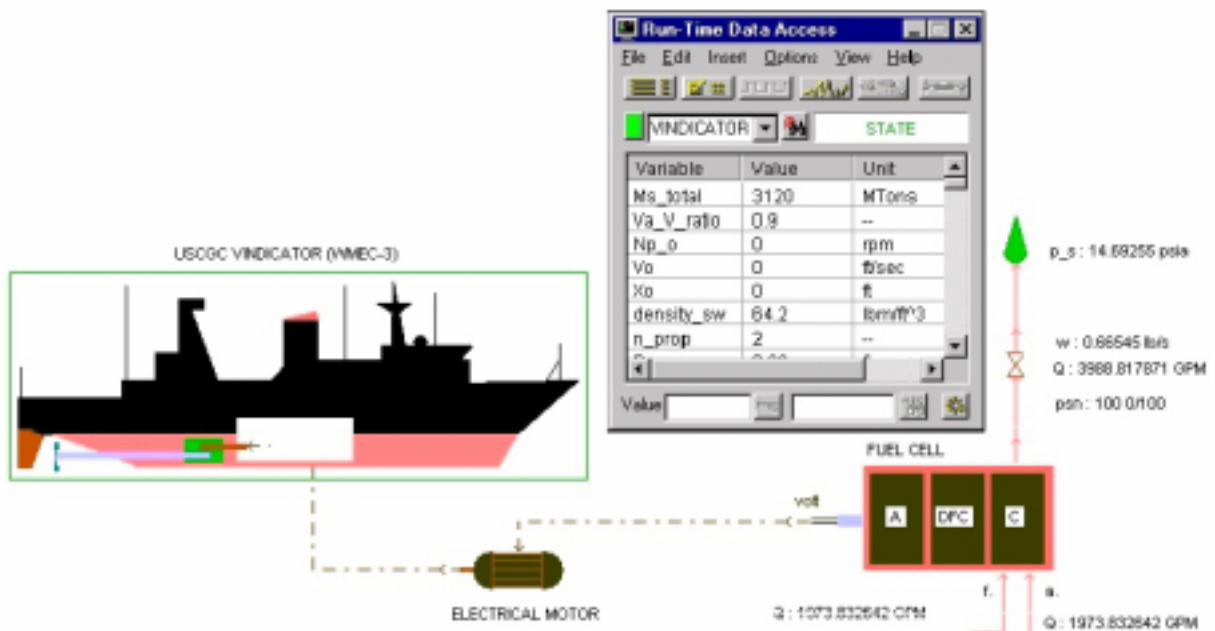 Run-Time Data Access
File Edit Insert Options View Help
VINDICATOR STATE
Variable Value Unit
Ms_total 3120 MTons
Va_V_ratio 0.9 --
Np_o 0 rpm
Vo 0 ft/sec
Xo 0 ft
density_sw 64.2 lbm/ft^3
n_prop 2 --
Value
USCGC VINDICATOR (WMEC-3)
p_s : 14.69255 psia
w : 0.66545 lb/s
Q : 3988.817871 GPM
psn : 100 0/100
FUEL CELL
volt
A DFC C
ELECTRICAL MOTOR
f. a.
Q : 1973.832642 GPM
Q : 1973.832642 GPM